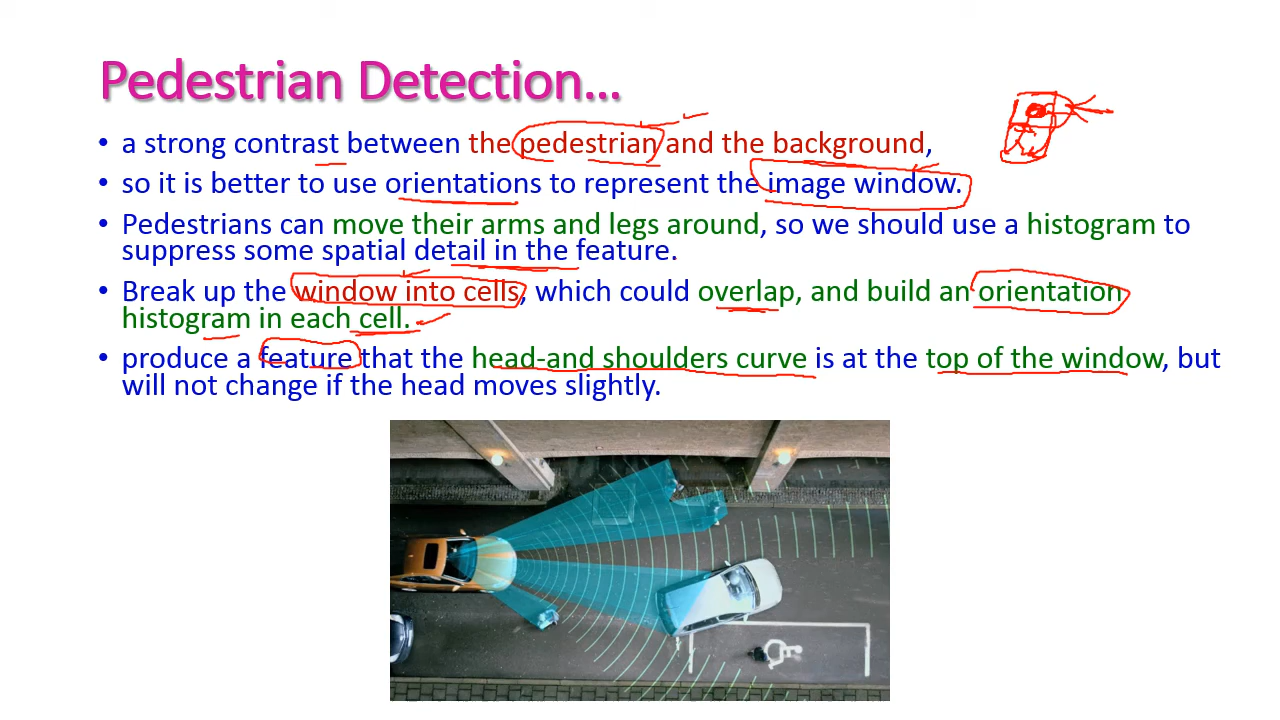 Pedestrian Detection...
• a strong contrast between the pedestrian and the background,
• so it is better to use orientations to represent the image window.
• Pedestrians can move their arms and legs around, so we should use a histogram to
suppress some spatial detail in the feature.
• Break up the window into cells, which could overlap, and build an orientation
histogram in each cell.
• produce a feature that the head-and shoulders curve is at the top of the window, but
will not change if the head moves slightly.